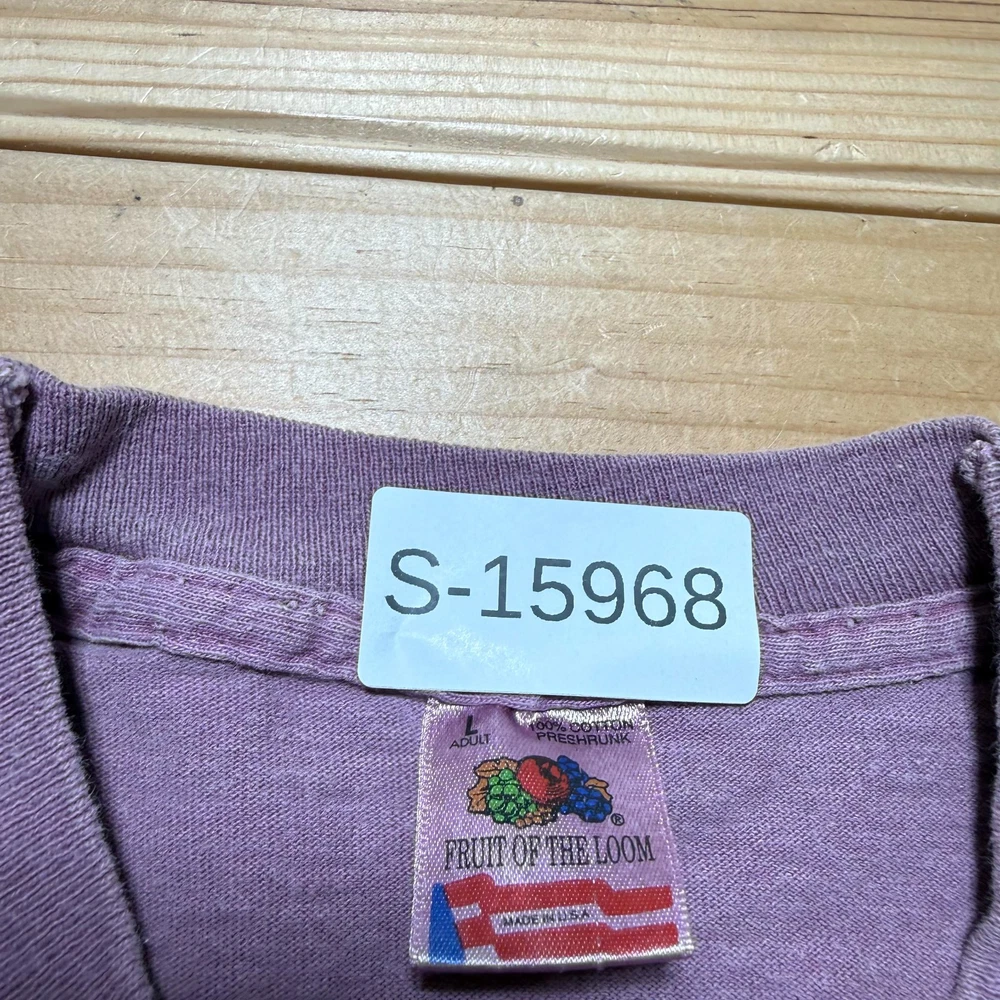 S-15968
L 100% COTTON
ADULT PRESHRUNK
®
FRUIT OF THE LOOM
MADE IN U.S.A